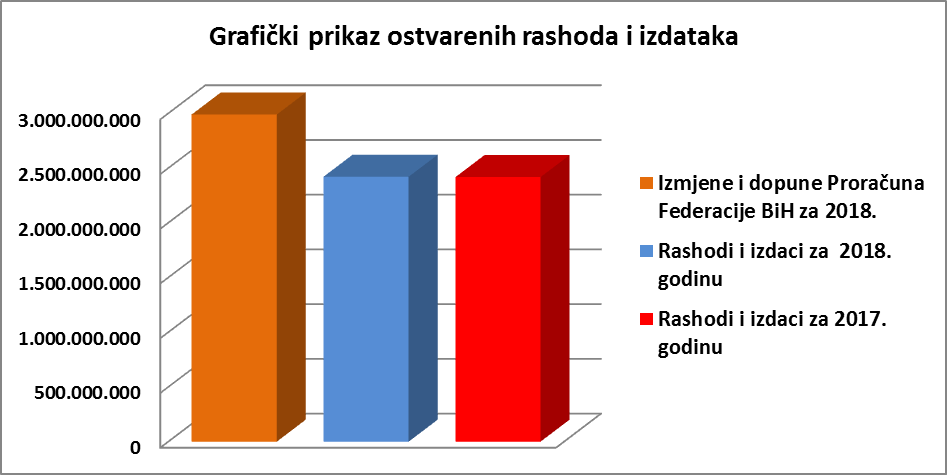 Grafički prikaz ostvarenih rashoda i izdataka
3.000.000.000
2.500.000.000
2.000.000.000
1.500.000.000
1.000.000.000
500.000.000
0
Izmjene i dopune Proračuna
Federacije BiH za 2018.
Rashodi i izdaci za 2018.
godinu
Rashodi i izdaci za 2017.
godinu